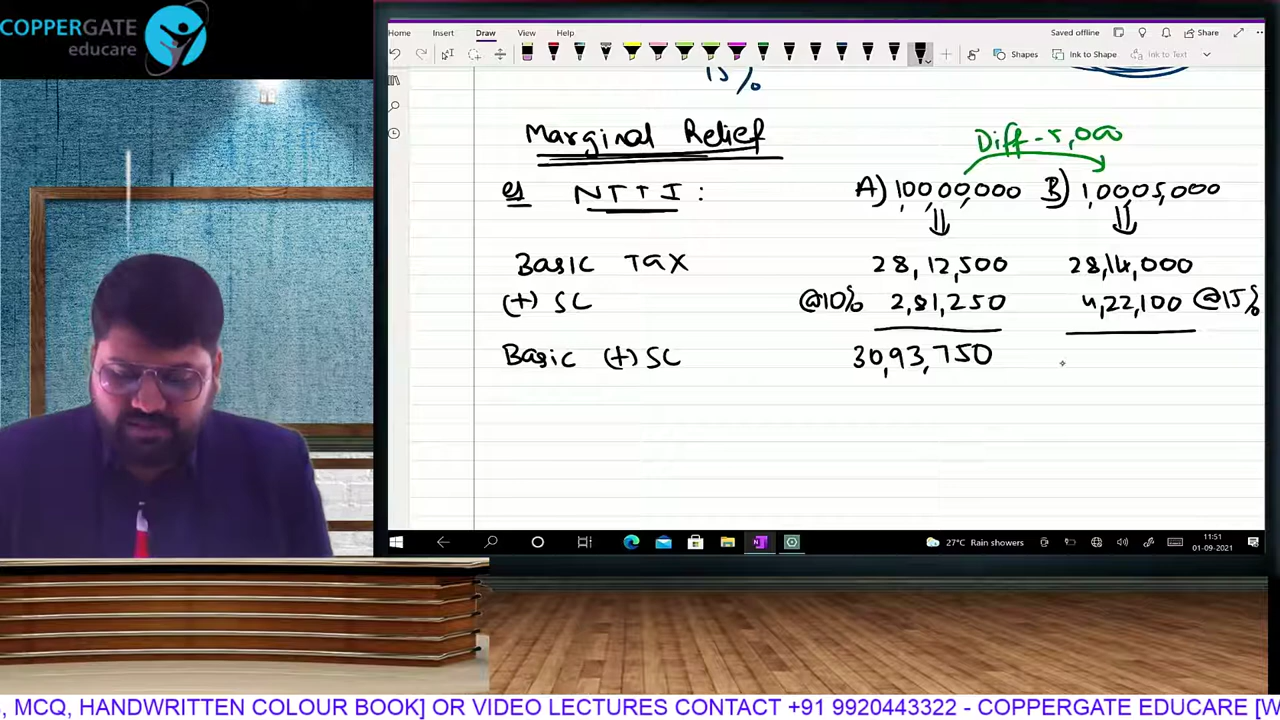 COPPERGATE
educare
Home Insert Draw View Help
Saved offline
Share
Shapes
Ink to Shape
Ink to Text
15%
Marginal Relief
Diff - 5,000
eg NTTI :
A) 1,00,00,000
B) 1,00,05,000
Basic TAX 28,12,500 28,14,000
(+) SC @10% 2,81,250 4,22,100 @15%
Basic (+) SC 30,93,750
27°C Rain showers
11:51
01-09-2021
, MCQ, HANDWRITTEN COLOUR BOOK] OR VIDEO LECTURES CONTACT +91 9920443322 - COPPERGATE EDUCARE [W